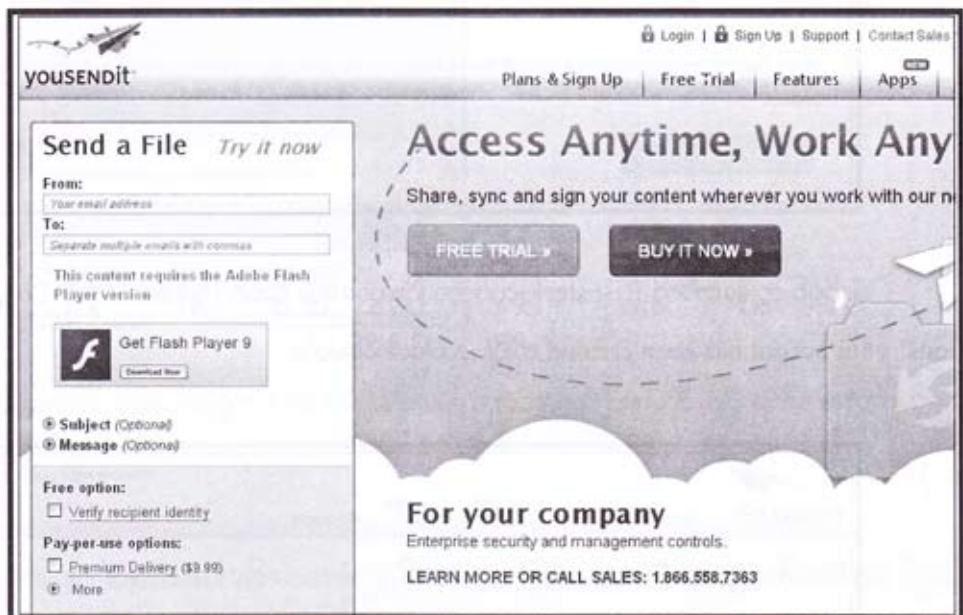 YOUSENDIT
Login | Sign Up | Support | Contact Sales
Plans & Sign Up | Free Trial | Features | Apps
Send a File Try it now
From:
Your email address
To:
Separate multiple emails with commas
This content requires the Adobe Flash
Player version
Get Flash Player 9
Download Now
Subject (Optional)
Message (Optional)
Free option:
Verify recipient identity
Pay-per-use options:
Premium Delivery ($9.99)
More
Access Anytime, Work Any
Share, sync and sign your content wherever you work with our n
FREE TRIAL »
BUY IT NOW »
For your company
Enterprise security and management controls.
LEARN MORE OR CALL SALES: 1.866.558.7363